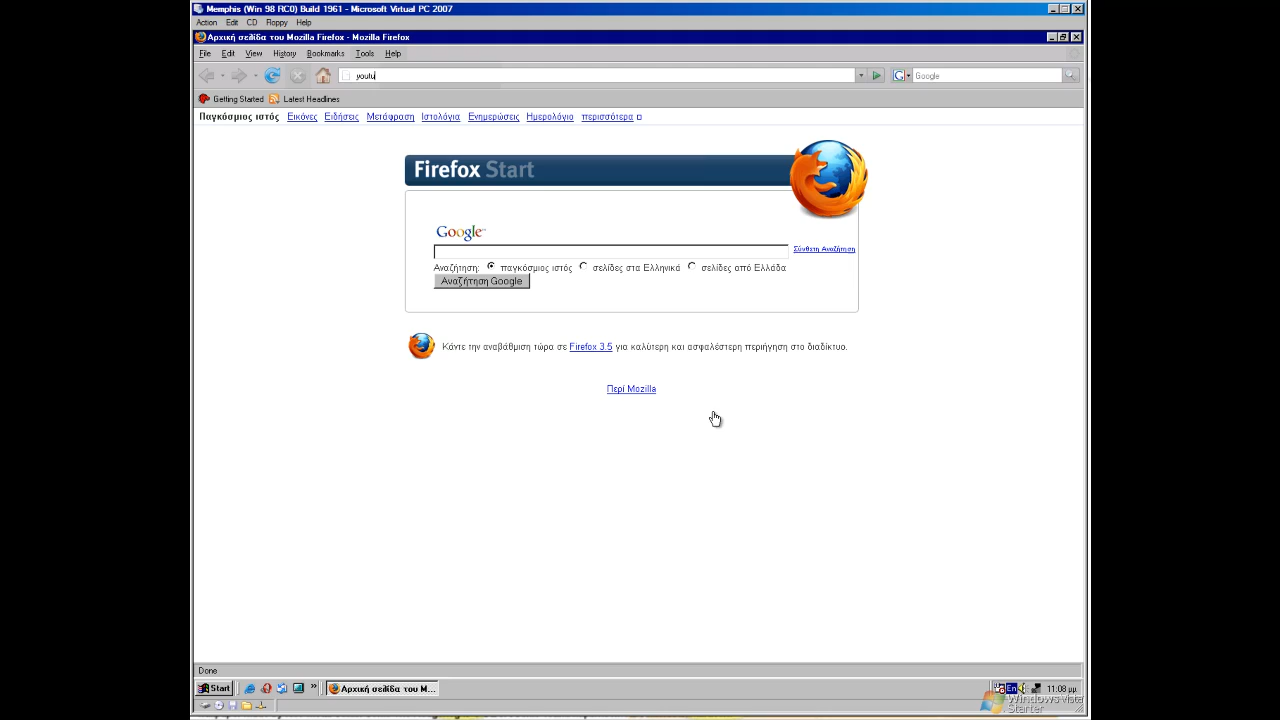 Memphis (Win 98 RC0) Build 1961 - Microsoft Virtual PC 2007
Action Edit CD Floppy Help
Αρχική σελίδα του Mozilla Firefox - Mozilla Firefox
File Edit View History Bookmarks Tools Help
youtu
G Google
Getting Started Latest Headlines
Παγκόσμιος ιστός Εικόνες Ειδήσεις Μετάφραση Ιστολόγια Ενημερώσεις Ημερολόγιο περισσότερα
Firefox Start
Google™
Σύνθετη Αναζήτηση
Αναζήτηση: παγκόσμιος ιστός σελίδες στα Ελληνικά σελίδες από Ελλάδα
Αναζήτηση Google
Κάντε την αναβάθμιση τώρα σε Firefox 3.5 για καλύτερη και ασφαλέστερη περιήγηση στο διαδίκτυο.
Περί Mozilla
Done
Start » Αρχική σελίδα του M... En 11:08 μμ
Windows Vista
Starter